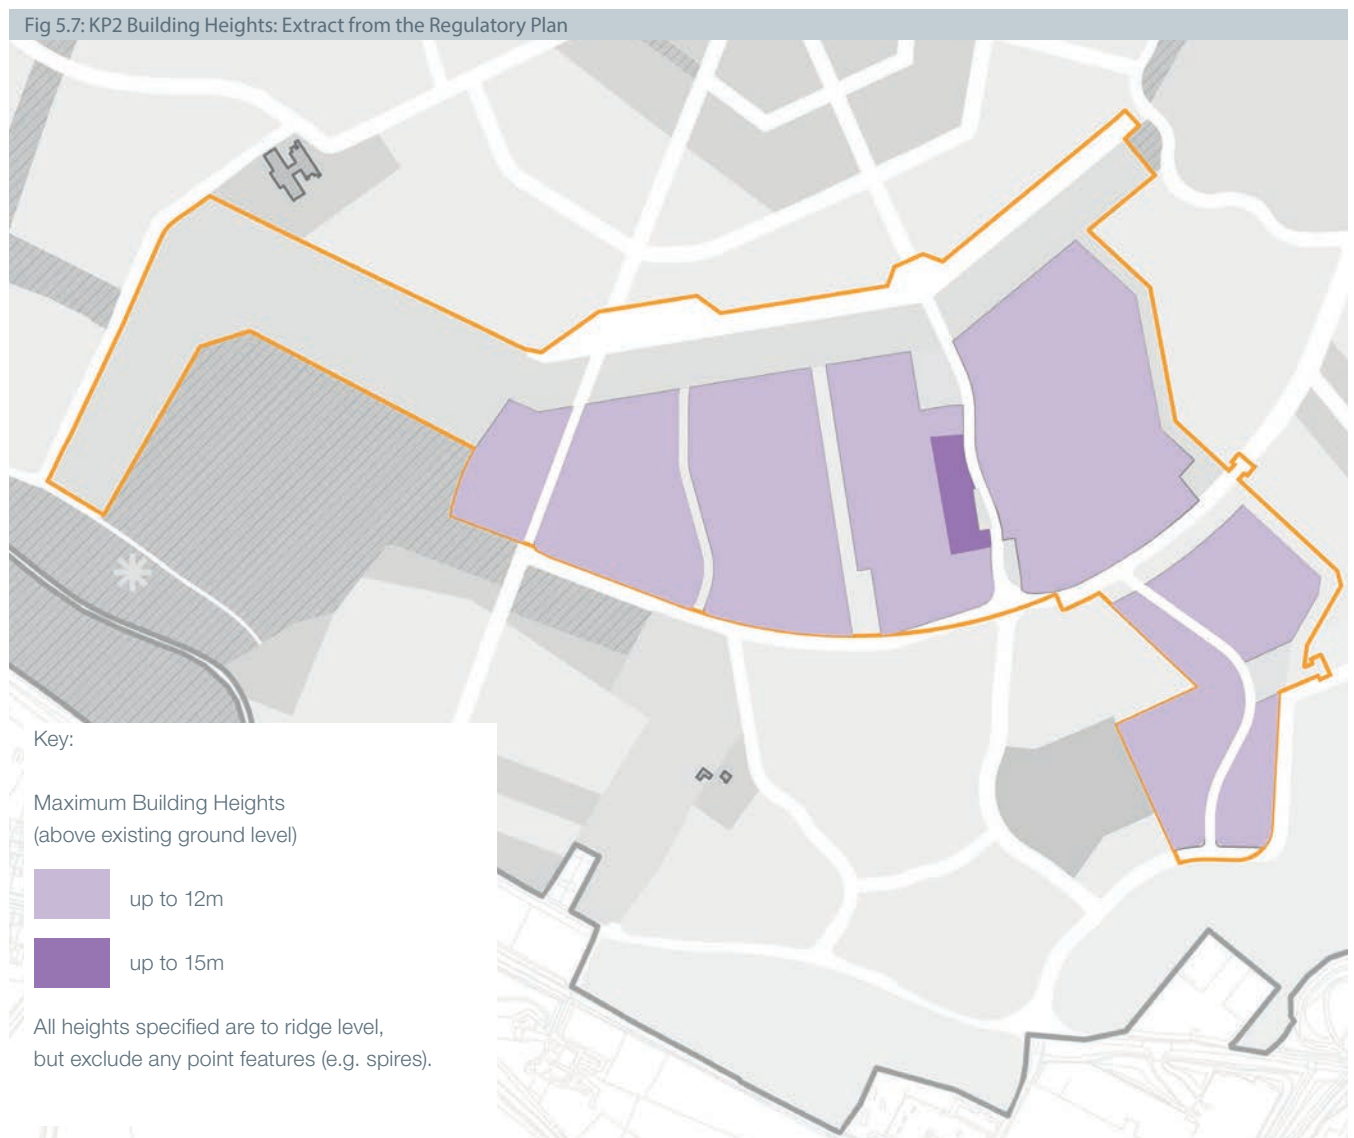 Fig 5.7: KP2 Building Heights: Extract from the Regulatory Plan
Key:
Maximum Building Heights
(above existing ground level)
up to 12m
up to 15m
All heights specified are to ridge level,
but exclude any point features (e.g. spires).